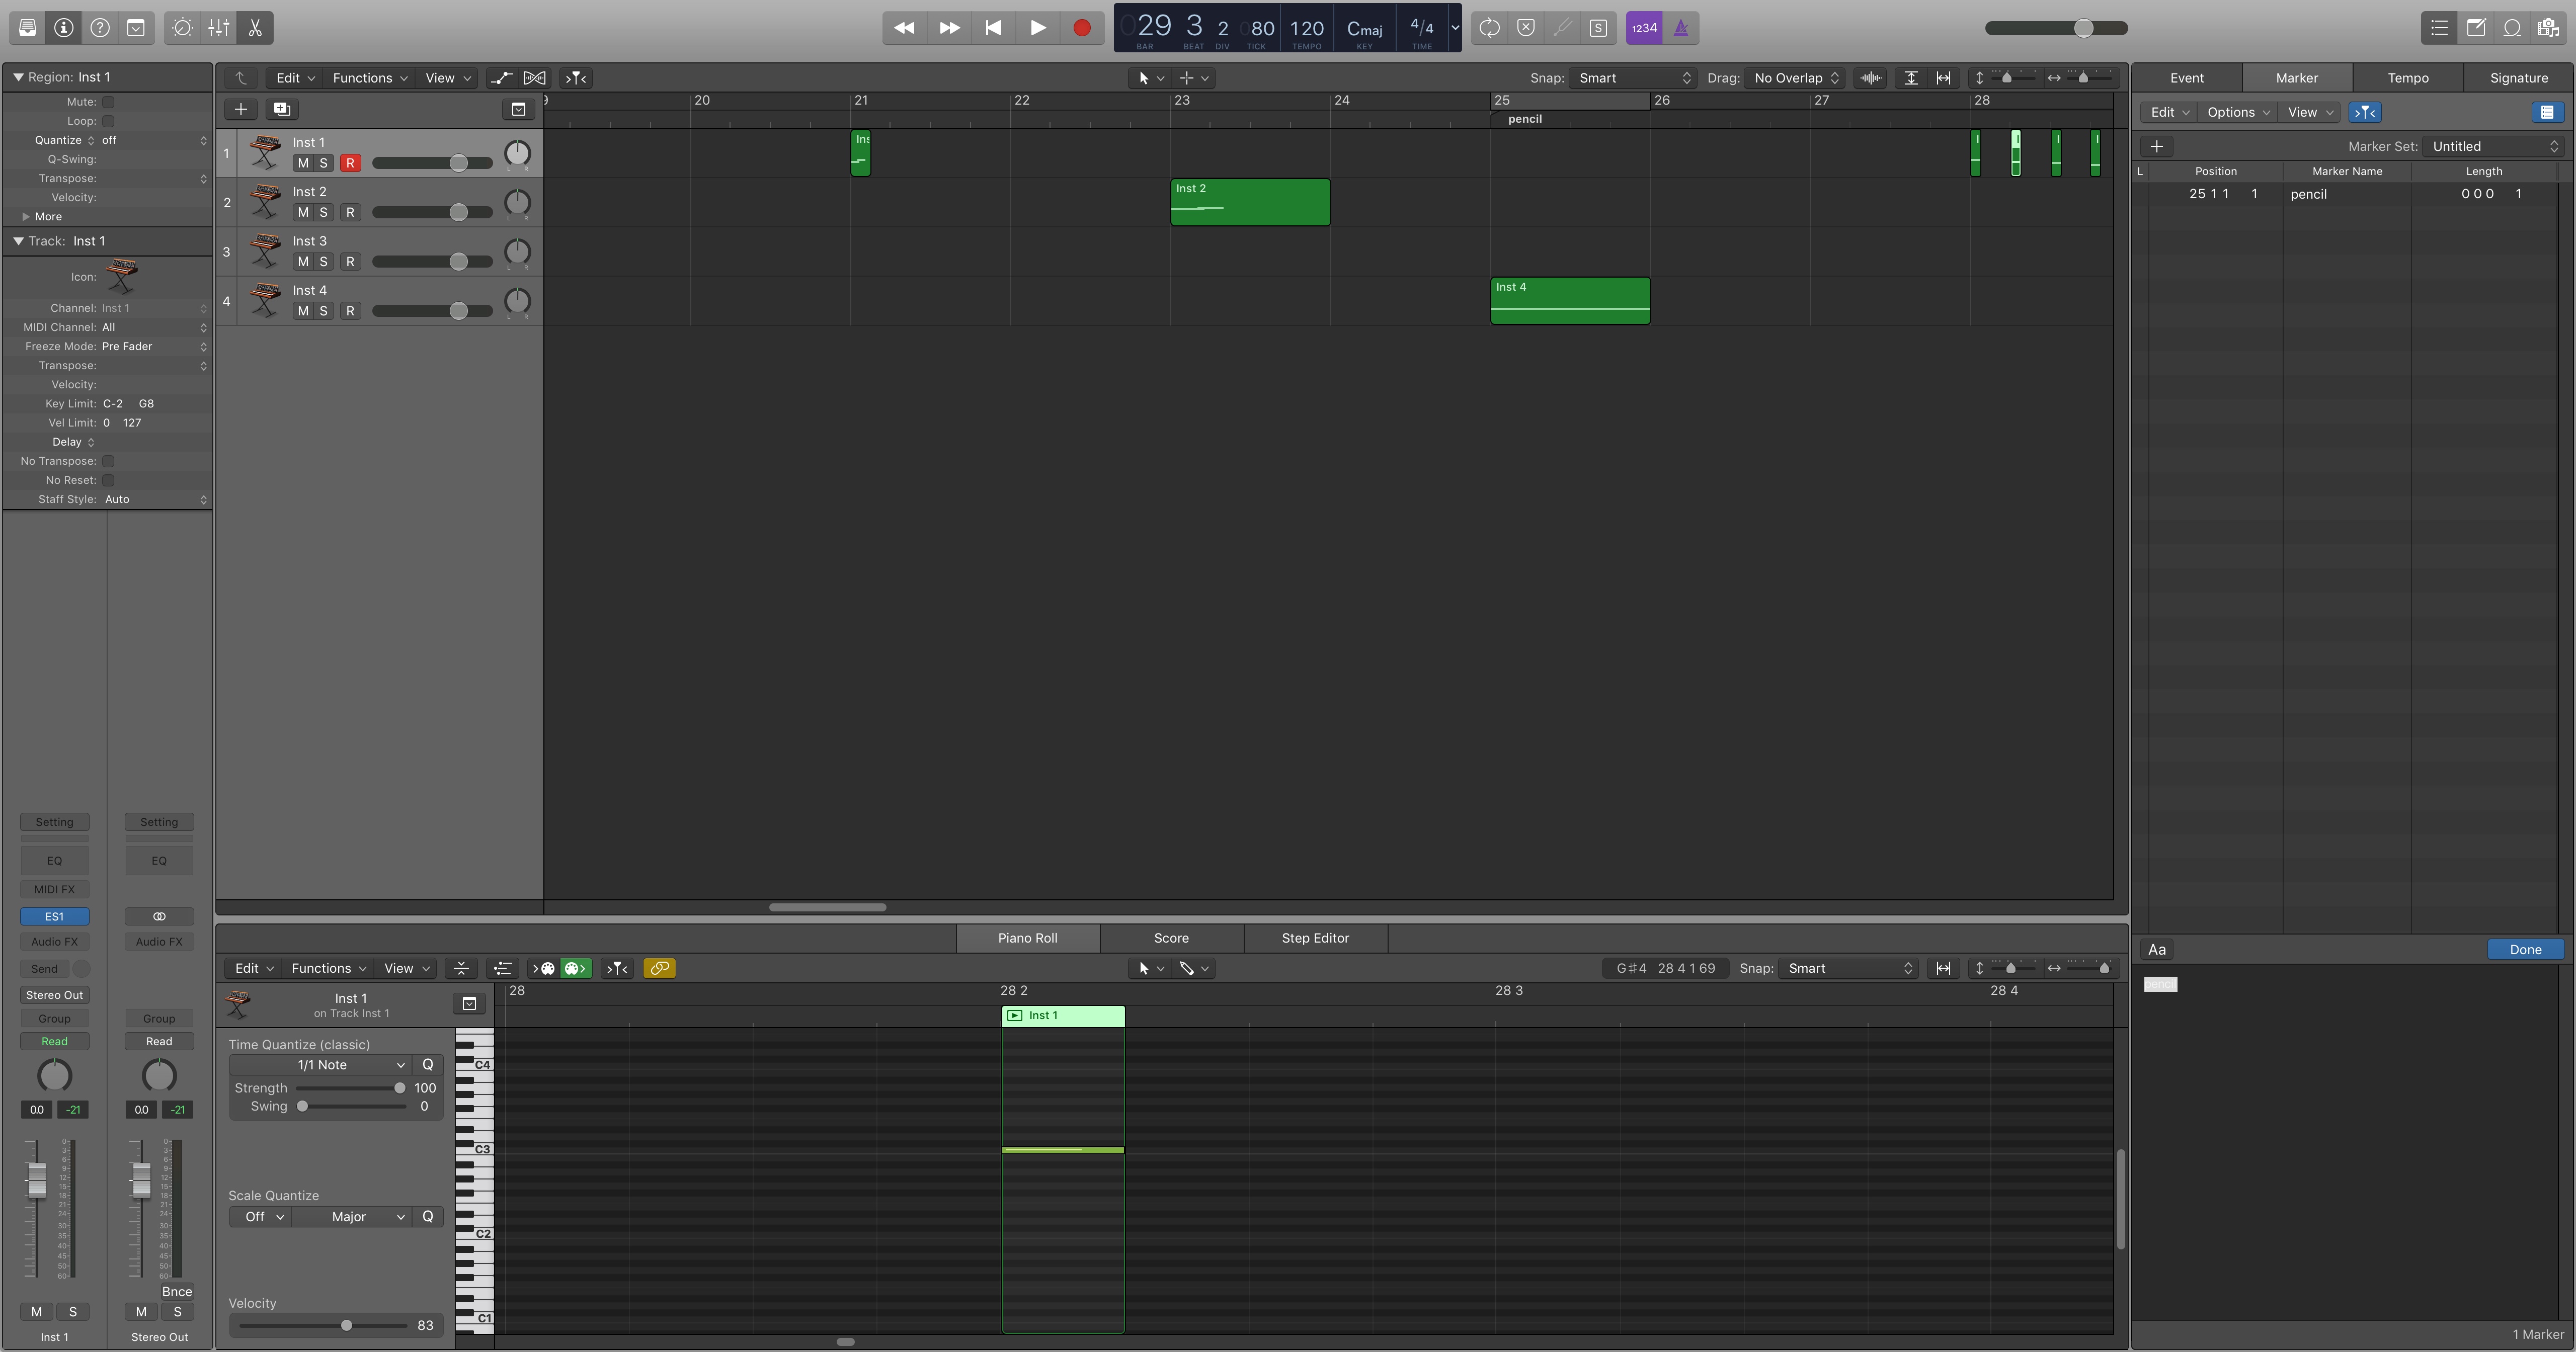 29 3 2 80 120 Cmaj 4/4
BAR BEAT DIV TICK TEMPO KEY TIME
S
1234
Region: Inst 1
Mute:
Loop:
Quantize off
Q-Swing:
Transpose:
Velocity:
More
Track: Inst 1
Icon:
Channel: Inst 1
MIDI Channel: All
Freeze Mode: Pre Fader
Transpose:
Velocity:
Key Limit: C-2 G8
Vel Limit: 0 127
Delay
No Transpose:
No Reset:
Staff Style: Auto
Setting Setting
EQ EQ
MIDI FX
ES1
Audio FX Audio FX
Send
Stereo Out
Group Group
Read Read
0.0 -21 0.0 -21
Bnce
M S M S
Inst 1 Stereo Out
Edit Functions View
Snap: Smart
Drag: No Overlap
20 21 22 23 24 25 26 27 28
pencil
1 Inst 1
M S R
2 Inst 2
M S R
3 Inst 3
M S R
4 Inst 4
M S R
Ins
Inst 2
Inst 4
Piano Roll Score Step Editor
Edit Functions View
G♯4 28 4 1 69
Snap: Smart
Inst 1
on Track Inst 1
28 28 2 28 3 28 4
Inst 1
Time Quantize (classic)
1/1 Note Q
Strength 100
Swing 0
Scale Quantize
Off Major Q
Velocity
83
C4
C3
C2
C1
Event Marker Tempo Signature
Edit Options View
Marker Set: Untitled
L Position Marker Name Length
25 1 1 1 pencil 0 0 0 1
Aa Done
pencil
1 Marker